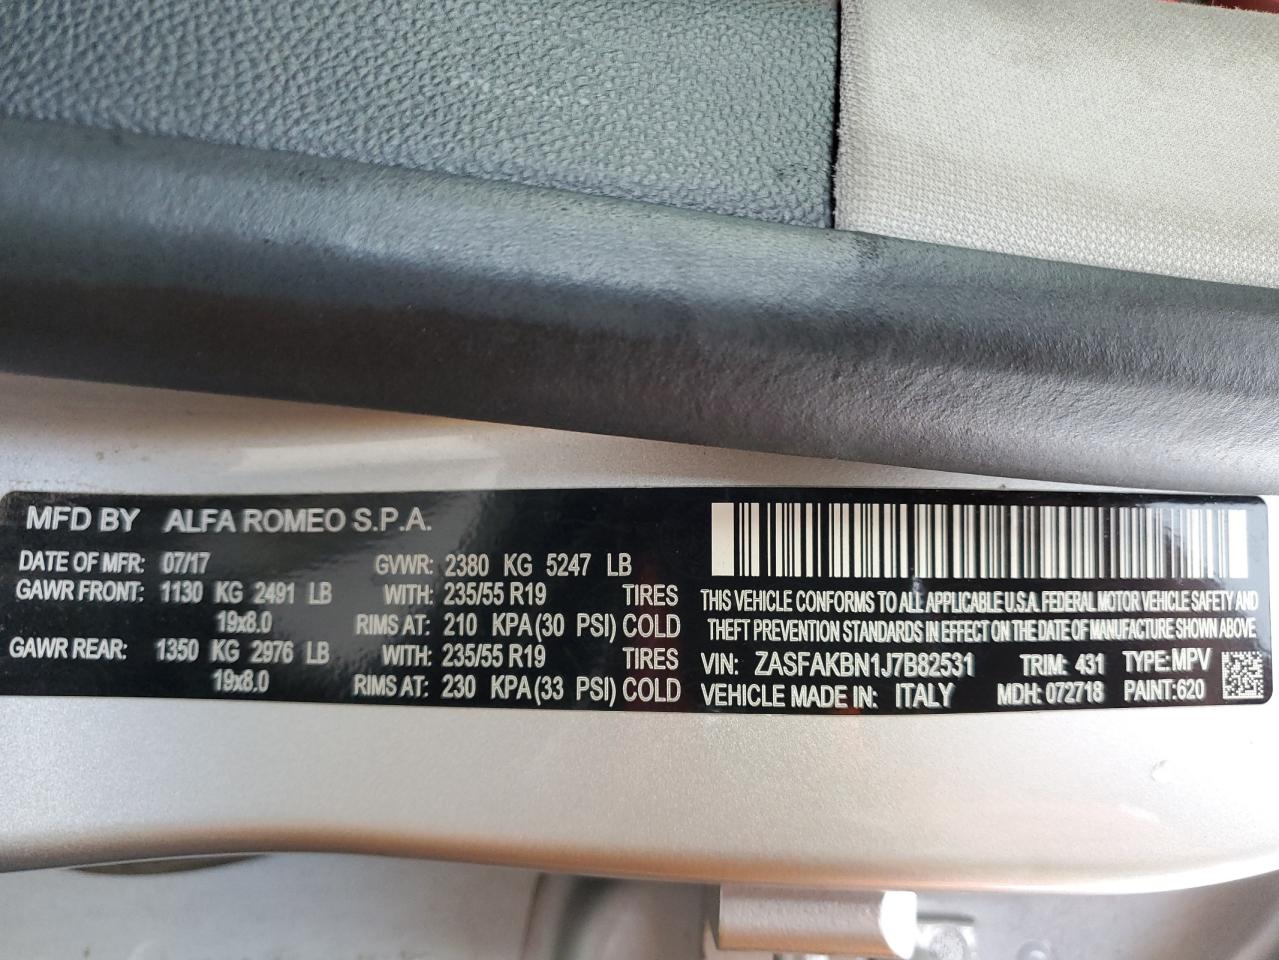 MFD BY ALFA ROMEO S.P.A.
DATE OF MFR: 07/17 GVWR: 2380 KG 5247 LB
GAWR FRONT: 1130 KG 2491 LB WITH: 235/55 R19 TIRES
19x8.0 RIMS AT: 210 KPA(30 PSI) COLD
GAWR REAR: 1350 KG 2976 LB WITH: 235/55 R19 TIRES
19x8.0 RIMS AT: 230 KPA(33 PSI) COLD
THIS VEHICLE CONFORMS TO ALL APPLICABLE U.S.A. FEDERAL MOTOR VEHICLE SAFETY AND
THEFT PREVENTION STANDARDS IN EFFECT ON THE DATE OF MANUFACTURE SHOWN ABOVE.
VIN: ZASFAKBN1J7B82531 TRIM: 431 TYPE: MPV
VEHICLE MADE IN: ITALY MDH: 072718 PAINT: 620